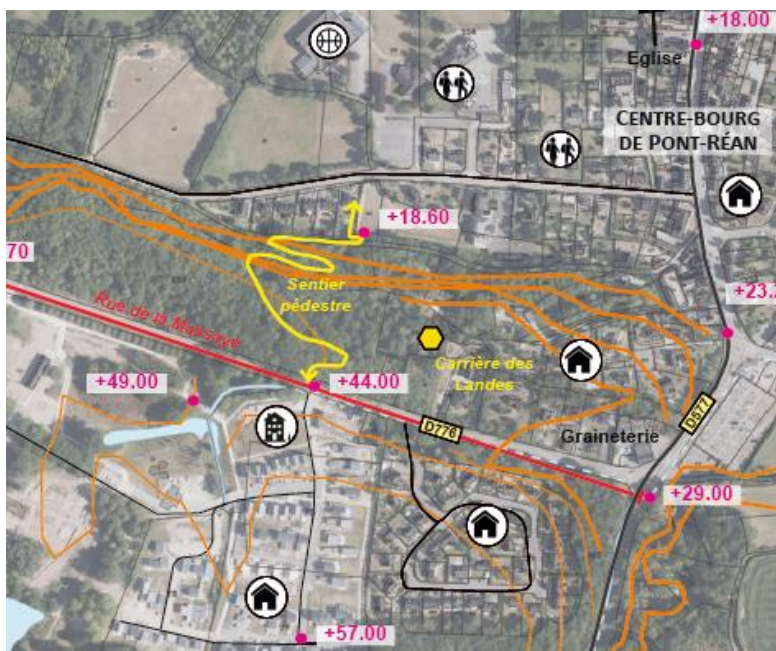 +18.00
Eglise
CENTRE-BOURG
DE PONT-RÉAN
+18.60
70
+23.
Sentier
pédestre
Rue de la Massaye
Carrière des
Landes
+49.00
+44.00
D776
D577
Graineterie
+29.00
+57.00